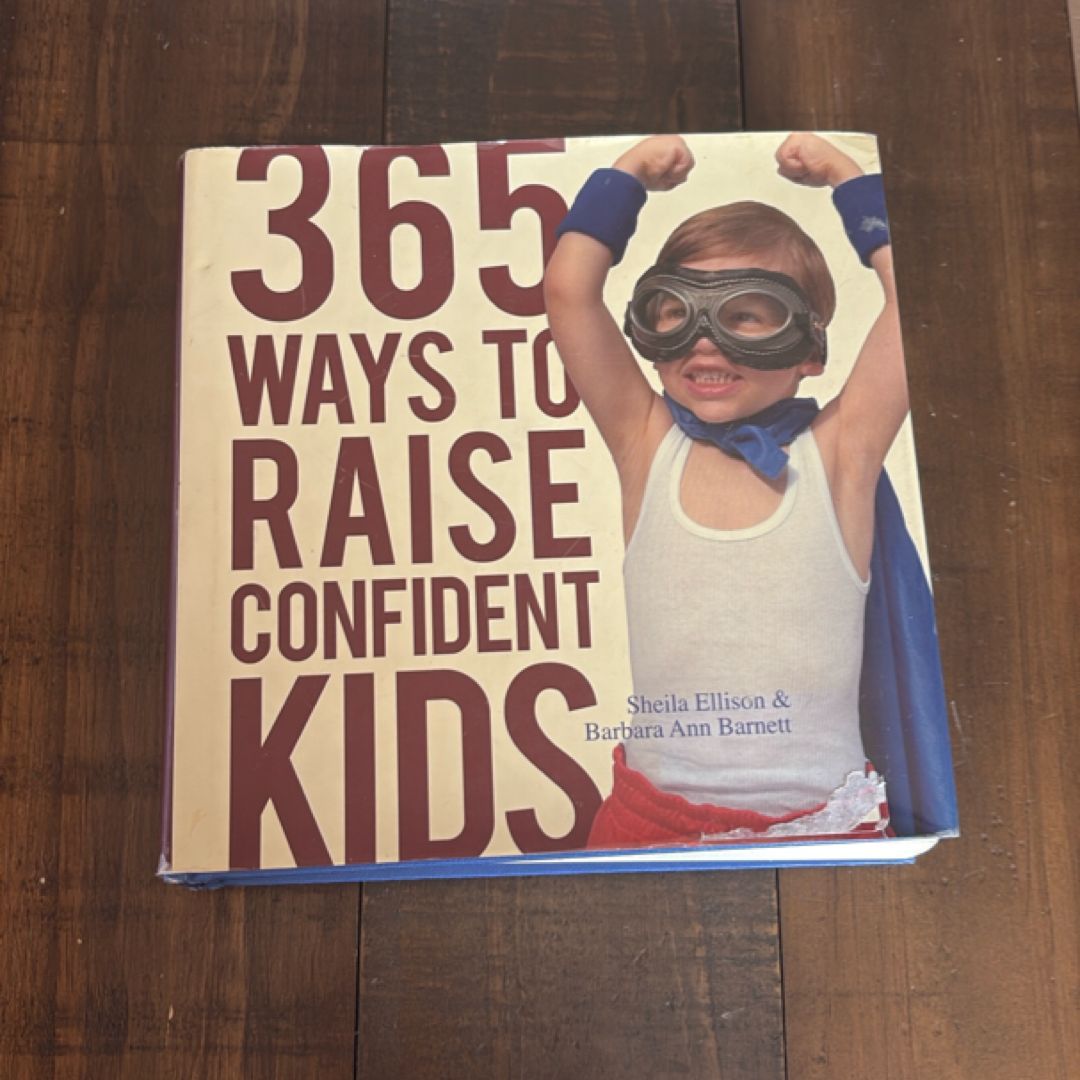 365
WAYS TO
RAISE
CONFIDENT
KIDS
Sheila Ellison &
Barbara Ann Barnett